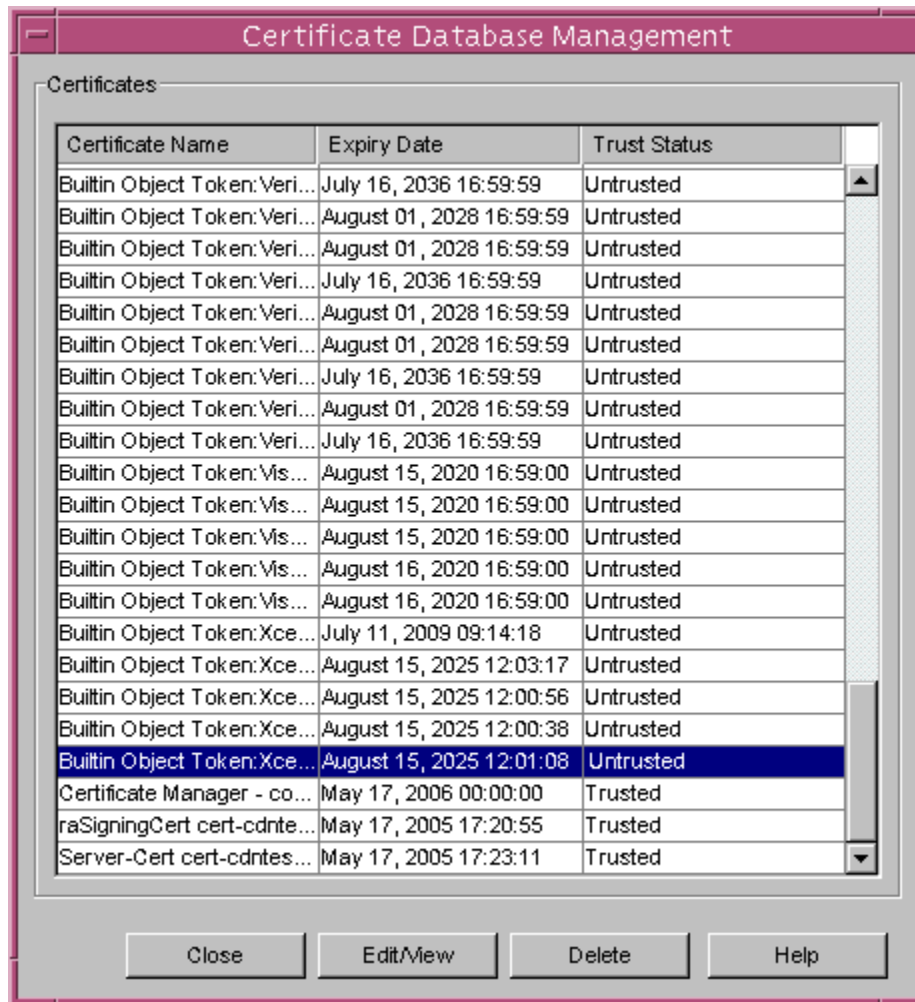 Certificate Database Management
Certificates
Certificate Name Expiry Date Trust Status
Builtin Object Token:Veri... July 16, 2036 16:59:59 Untrusted
Builtin Object Token:Veri... August 01, 2028 16:59:59 Untrusted
Builtin Object Token:Veri... August 01, 2028 16:59:59 Untrusted
Builtin Object Token:Veri... July 16, 2036 16:59:59 Untrusted
Builtin Object Token:Veri... August 01, 2028 16:59:59 Untrusted
Builtin Object Token:Veri... August 01, 2028 16:59:59 Untrusted
Builtin Object Token:Veri... July 16, 2036 16:59:59 Untrusted
Builtin Object Token:Veri... August 01, 2028 16:59:59 Untrusted
Builtin Object Token:Veri... July 16, 2036 16:59:59 Untrusted
Builtin Object Token:Vis... August 15, 2020 16:59:00 Untrusted
Builtin Object Token:Vis... August 15, 2020 16:59:00 Untrusted
Builtin Object Token:Vis... August 15, 2020 16:59:00 Untrusted
Builtin Object Token:Vis... August 16, 2020 16:59:00 Untrusted
Builtin Object Token:Vis... August 16, 2020 16:59:00 Untrusted
Builtin Object Token:Xce... July 11, 2009 09:14:18 Untrusted
Builtin Object Token:Xce... August 15, 2025 12:03:17 Untrusted
Builtin Object Token:Xce... August 15, 2025 12:00:56 Untrusted
Builtin Object Token:Xce... August 15, 2025 12:00:38 Untrusted
Builtin Object Token:Xce... August 15, 2025 12:01:08 Untrusted
Certificate Manager - co... May 17, 2006 00:00:00 Trusted
raSigningCert cert-cdnte... May 17, 2005 17:20:55 Trusted
Server-Cert cert-cdntes... May 17, 2005 17:23:11 Trusted
Close Edit/View Delete Help